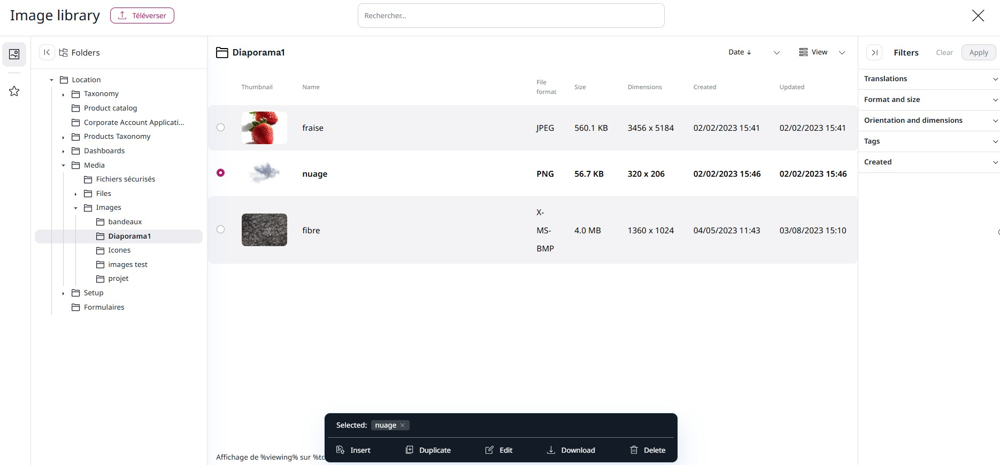 Image library
Téléverser
Rechercher...
Folders
Location
Taxonomy
Product catalog
Corporate Account Applicati...
Products Taxonomy
Dashboards
Media
Fichiers sécurisés
Files
Images
bandeaux
Diaporama1
Icones
images test
projet
Setup
Formulaires
Diaporama1
Date ↓
View
Thumbnail Name File format Size Dimensions Created Updated
fraise JPEG 560.1 KB 3456 x 5184 02/02/2023 15:41 02/02/2023 15:41
nuage PNG 56.7 KB 320 x 206 02/02/2023 15:46 02/02/2023 15:46
fibre X-MS-BMP 4.0 MB 1360 x 1024 04/05/2023 11:43 03/08/2023 15:10
Affichage de %viewing% sur %to
Selected: nuage ×
Insert Duplicate Edit Download Delete
Filters Clear Apply
Translations
Format and size
Orientation and dimensions
Tags
Created